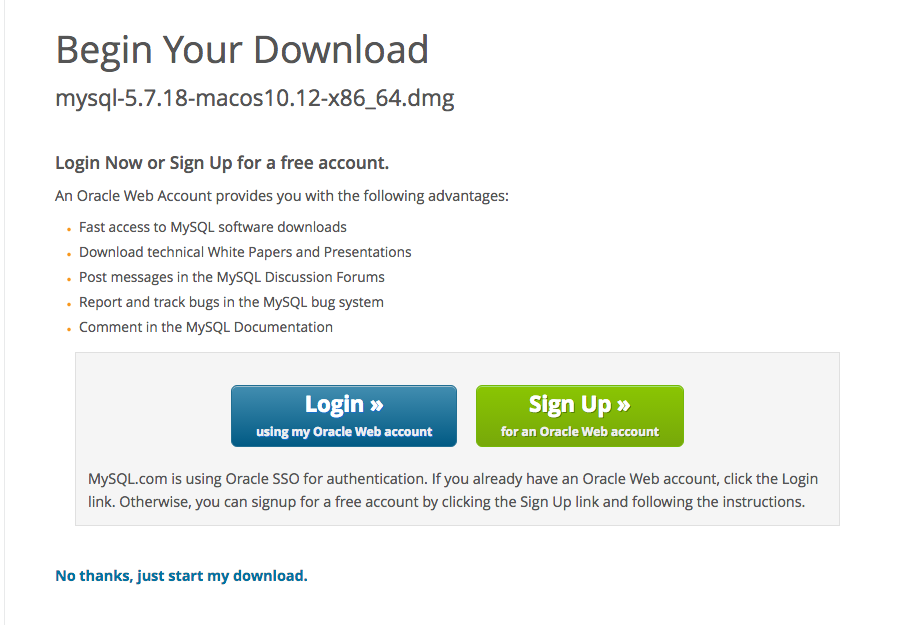 Begin Your Download
mysql-5.7.18-macos10.12-x86_64.dmg
Login Now or Sign Up for a free account.
An Oracle Web Account provides you with the following advantages:
Fast access to MySQL software downloads
Download technical White Papers and Presentations
Post messages in the MySQL Discussion Forums
Report and track bugs in the MySQL bug system
Comment in the MySQL Documentation
Login »
using my Oracle Web account
Sign Up »
for an Oracle Web account
MySQL.com is using Oracle SSO for authentication. If you already have an Oracle Web account, click the Login
link. Otherwise, you can signup for a free account by clicking the Sign Up link and following the instructions.
No thanks, just start my download.